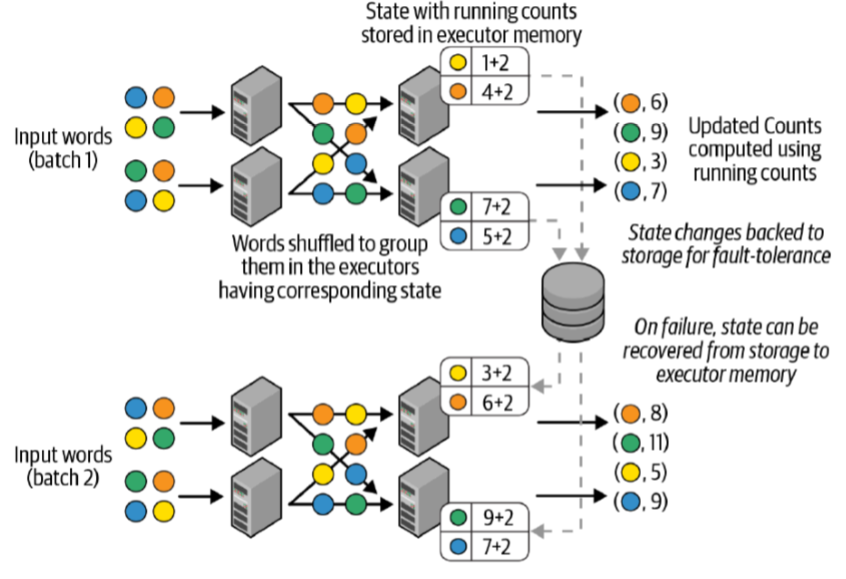 State with running counts
stored in executor memory
1+2
4+2
Input words
(batch 1)
7+2
5+2
(, 6)
(, 9)
(, 3)
(, 7)
Updated Counts
computed using
running counts
Words shuffled to group
them in the executors
having corresponding state
State changes backed to
storage for fault-tolerance
On failure, state can be
recovered from storage to
executor memory
3+2
6+2
Input words
(batch 2)
9+2
7+2
(, 8)
(, 11)
(, 5)
(, 9)